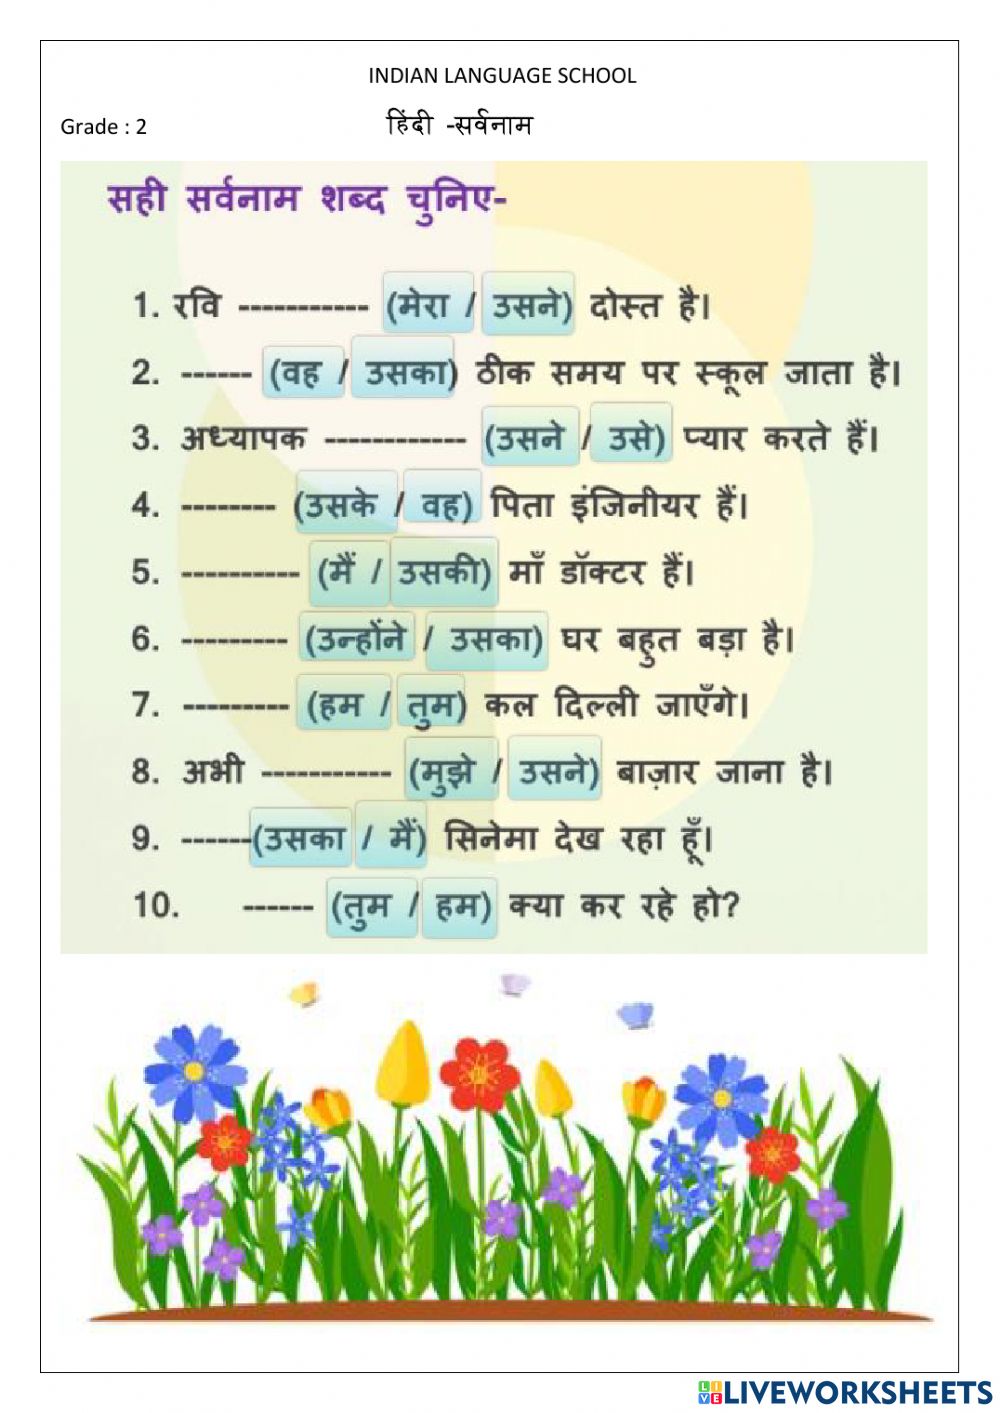 INDIAN LANGUAGE SCHOOL
Grade : 2 हिंदी -सर्वनाम
सही सर्वनाम शब्द चुनिए-
1. रवि ----------- (मेरा / उसने) दोस्त है।
2. ------ (वह / उसका) ठीक समय पर स्कूल जाता है।
3. अध्यापक ------------ (उसने / उसे) प्यार करते हैं।
4. -------- (उसके / वह) पिता इंजिनीयर हैं।
5. ---------- (मैं / उसकी) माँ डॉक्टर हैं।
6. --------- (उन्होंने / उसका) घर बहुत बड़ा है।
7. --------- (हम / तुम) कल दिल्ली जाएँगे।
8. अभी ----------- (मुझे / उसने) बाज़ार जाना है।
9. ------(उसका / मैं) सिनेमा देख रहा हूँ।
10. ------ (तुम / हम) क्या कर रहे हो?
LIVE LIVEWORKSHEETS